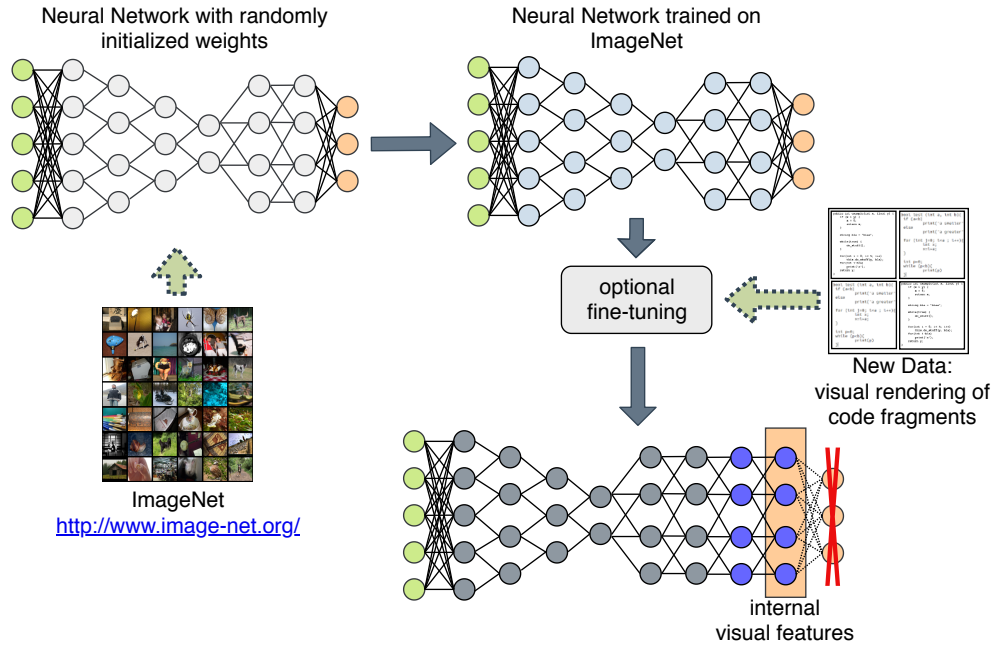 Neural Network with randomly
initialized weights
Neural Network trained on
ImageNet
optional
fine-tuning
New Data:
visual rendering of
code fragments
ImageNet
http://www.image-net.org/
internal
visual features